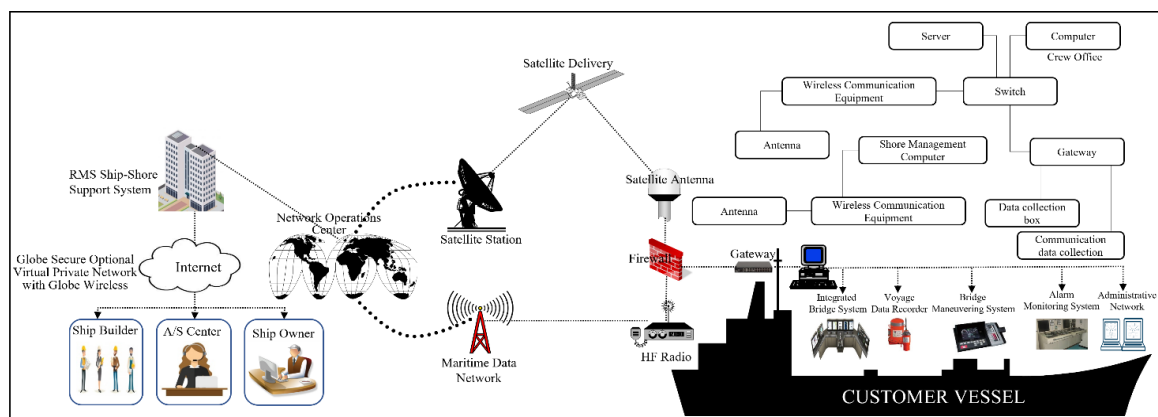 Server
Computer
Crew Office
Satellite Delivery
Wireless Communication
Equipment
Switch
Antenna
Shore Management
Computer
Gateway
RMS Ship-Shore
Support System
Satellite Antenna
Antenna
Wireless Communication
Equipment
Data collection
box
Network Operations
Center
Satellite Station
Communication
data collection
Globe Secure Optional
Virtual Private Network
with Globe Wireless
Internet
Firewall
Gateway
Integrated
Bridge System
Voyage
Data Recorder
Bridge
Maneuvering System
Alarm
Monitoring System
Administrative
Network
Ship Builder
A/S Center
Ship Owner
Maritime Data
Network
HF Radio
CUSTOMER VESSEL